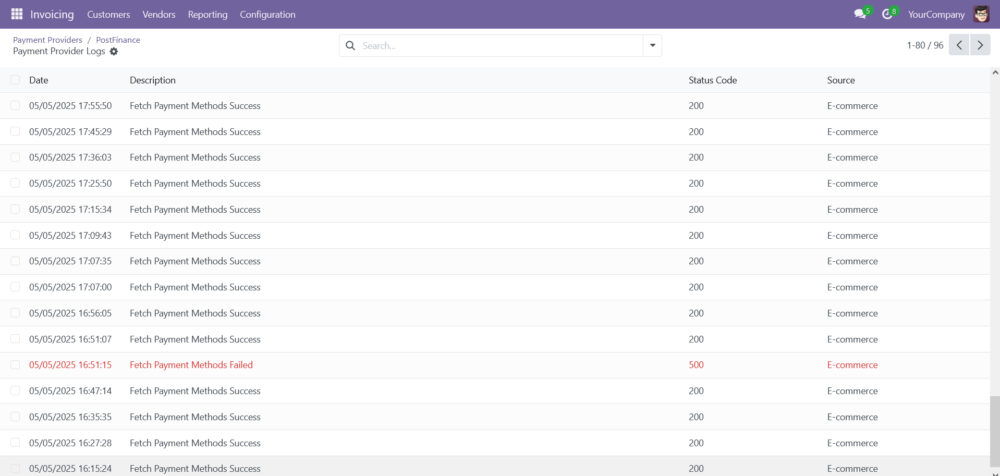 Invoicing Customers Vendors Reporting Configuration 5 8 YourCompany
Payment Providers / PostFinance
Payment Provider Logs
Search...
1-80 / 96
Date Description Status Code Source
05/05/2025 17:55:50 Fetch Payment Methods Success 200 E-commerce
05/05/2025 17:45:29 Fetch Payment Methods Success 200 E-commerce
05/05/2025 17:36:03 Fetch Payment Methods Success 200 E-commerce
05/05/2025 17:25:50 Fetch Payment Methods Success 200 E-commerce
05/05/2025 17:15:34 Fetch Payment Methods Success 200 E-commerce
05/05/2025 17:09:43 Fetch Payment Methods Success 200 E-commerce
05/05/2025 17:07:35 Fetch Payment Methods Success 200 E-commerce
05/05/2025 17:07:00 Fetch Payment Methods Success 200 E-commerce
05/05/2025 16:56:05 Fetch Payment Methods Success 200 E-commerce
05/05/2025 16:51:07 Fetch Payment Methods Success 200 E-commerce
05/05/2025 16:51:15 Fetch Payment Methods Failed 500 E-commerce
05/05/2025 16:47:14 Fetch Payment Methods Success 200 E-commerce
05/05/2025 16:35:35 Fetch Payment Methods Success 200 E-commerce
05/05/2025 16:27:28 Fetch Payment Methods Success 200 E-commerce
05/05/2025 16:15:24 Fetch Payment Methods Success 200 E-commerce